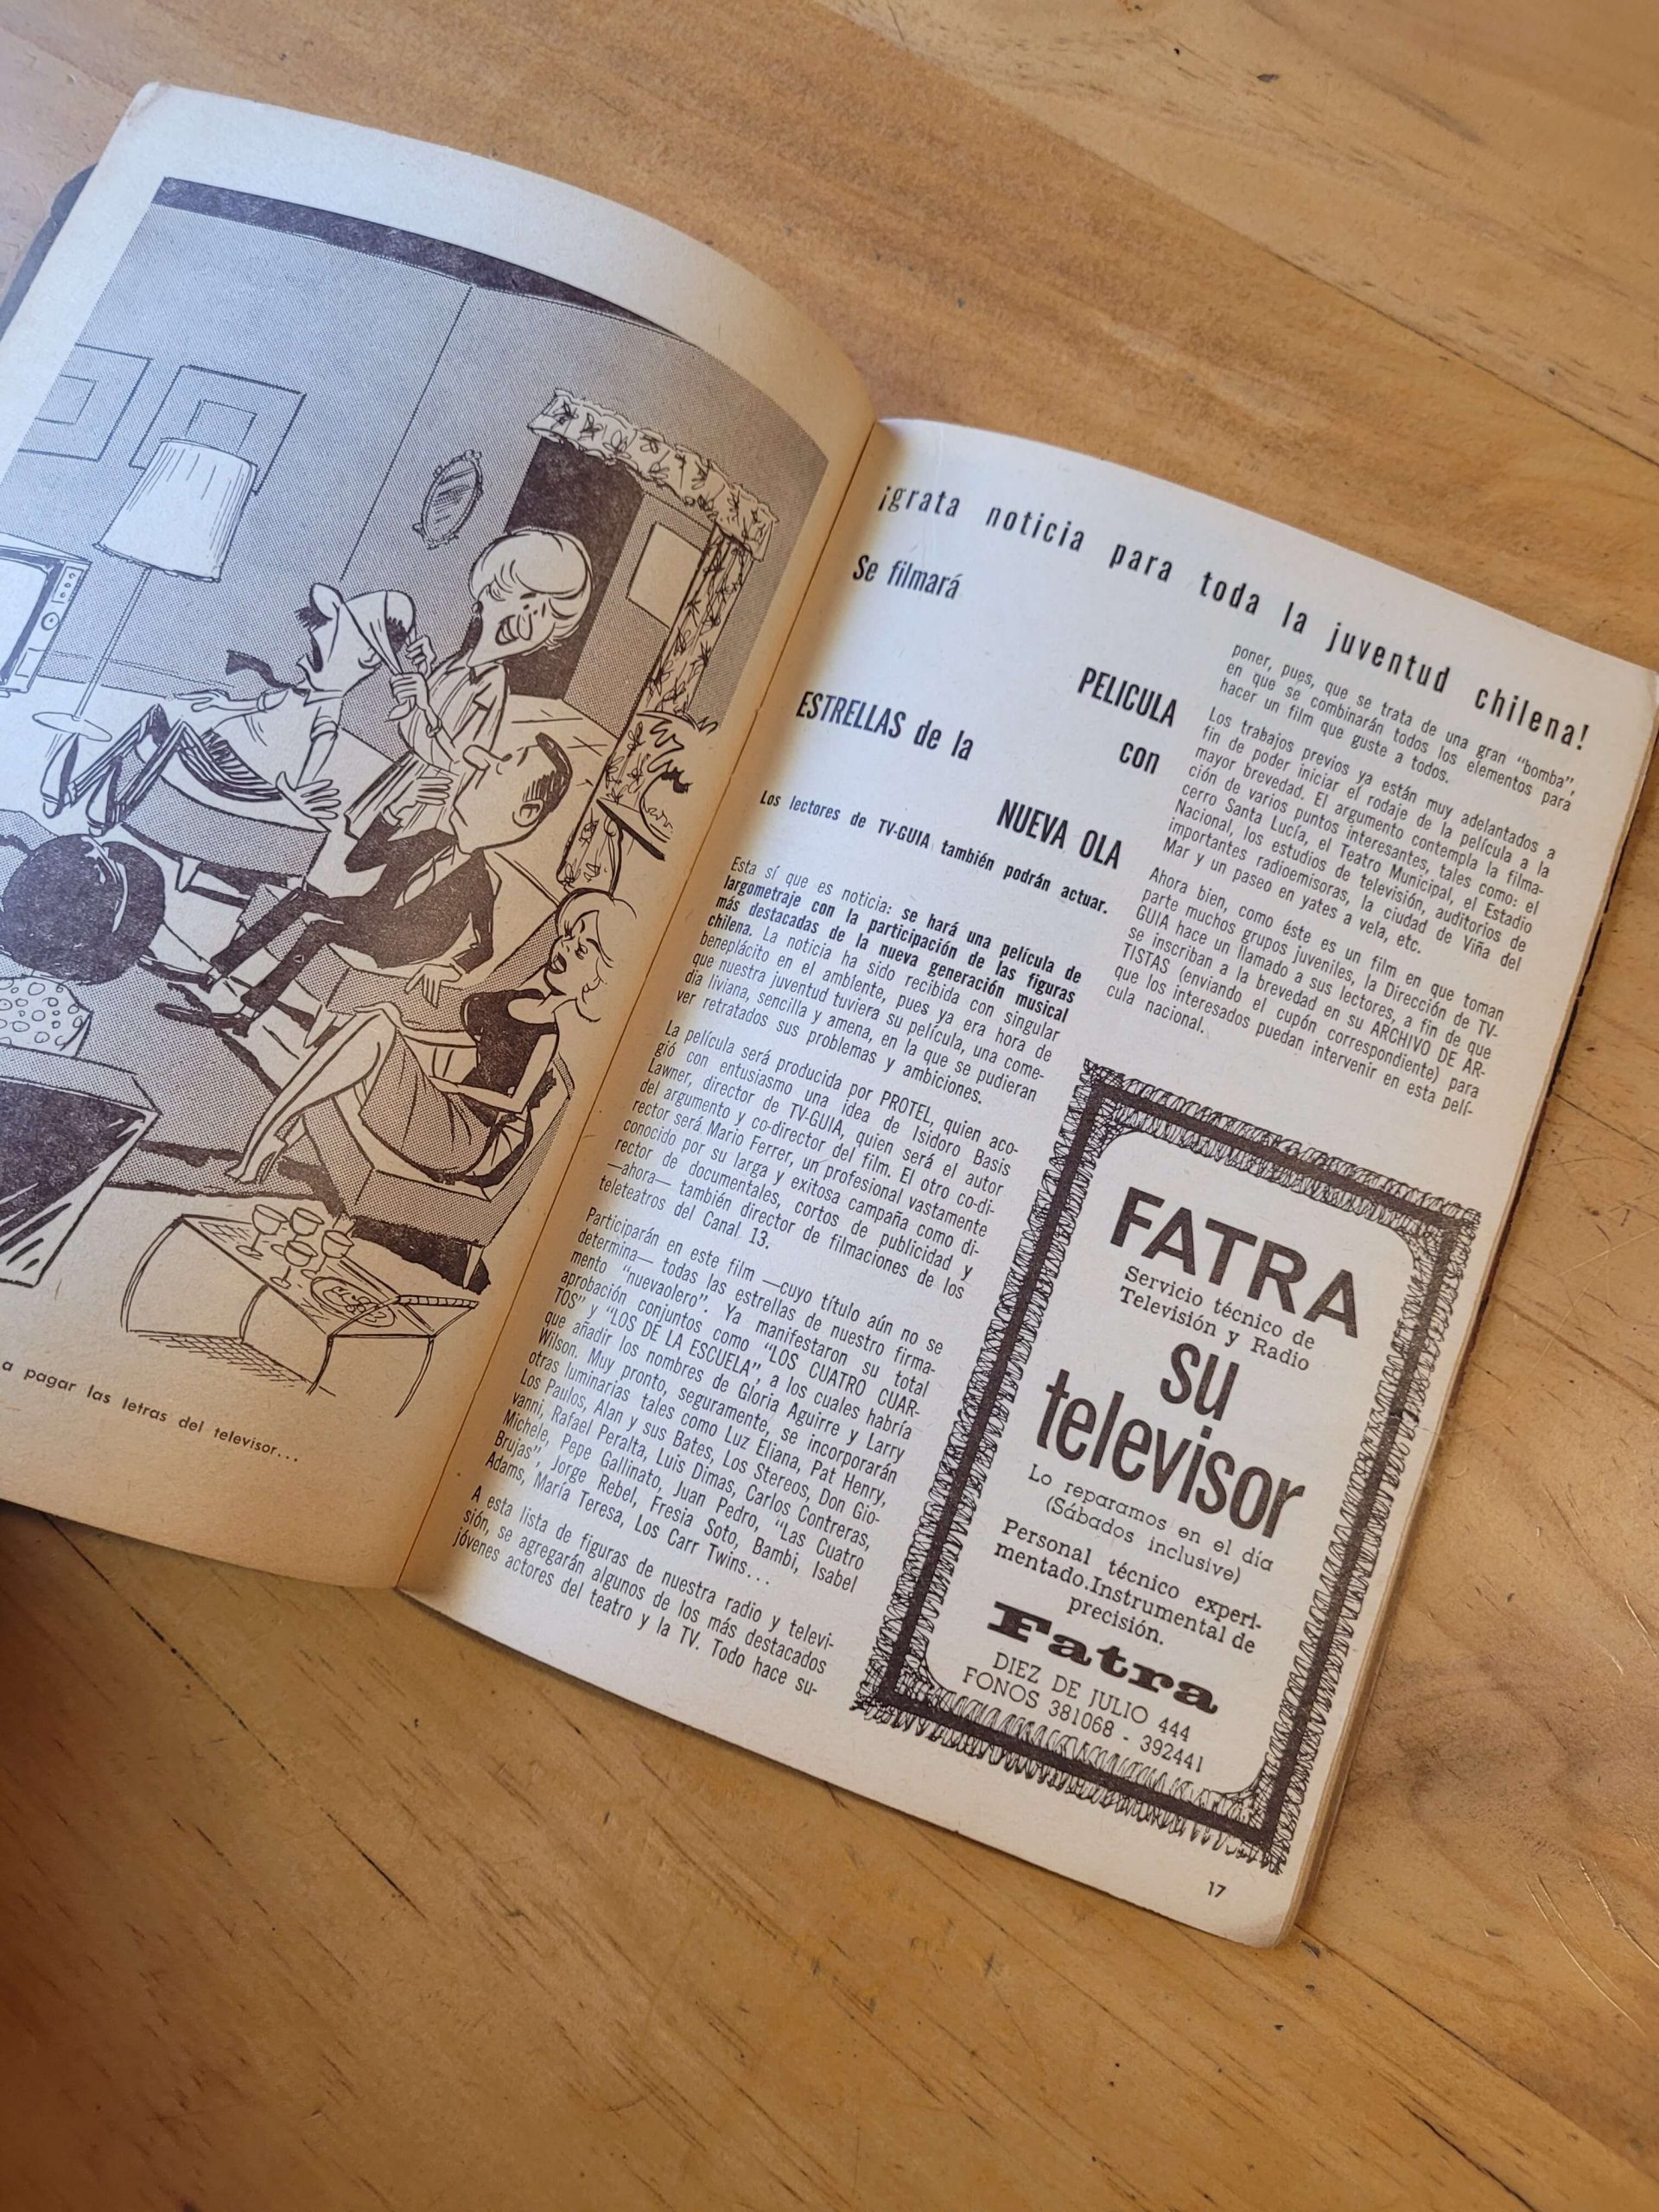 a pagar las letras del televisor...
¡grata noticia para toda la juventud chilena!
Se filmará
PELICULA
con
ESTRELLAS de la
NUEVA OLA
Los lectores de TV-GUIA también podrán actuar.
Esta sí que es noticia: se hará una película de
largometraje con la participación de las figuras
más destacadas de la nueva generación musical
chilena. La noticia ha sido recibida con singular
beneplácito en el ambiente, pues ya era hora de
que nuestra juventud tuviera su película, una come-
dia liviana, sencilla y amena, en la que se pudieran
ver retratados sus problemas y ambiciones.
La película será producida por PROTEL, quien aco-
gió con entusiasmo una idea de Isidoro Basis
Lawner, director de TV-GUIA, quien será el autor
del argumento y co-director del film. El otro co-di-
rector será Mario Ferrer, un profesional vastamente
conocido por su larga y exitosa campaña como di-
rector de documentales, cortos de publicidad y
—ahora— también director de filmaciones de los
teleteatros del Canal 13.
Participarán en este film —cuyo título aún no se
determina— todas las estrellas de nuestro firma-
mento "nuevaolero". Ya manifestaron su total
aprobación conjuntos como "LOS CUATRO CUAR-
TOS" y "LOS DE LA ESCUELA", a los cuales habría
que añadir los nombres de Gloria Aguirre y Larry
Wilson. Muy pronto, seguramente, se incorporarán
otras luminarias tales como Luz Eliana, Pat Henry,
Los Paulos, Alan y sus Bates, Los Stereos, Don Gio-
vanni, Rafael Peralta, Luis Dimas, Carlos Contreras,
Michele, Pepe Gallinato, Juan Pedro, "Las Cuatro
Brujas", Jorge Rebel, Fresia Soto, Bambi, Isabel
Adams, María Teresa, Los Carr Twins...
A esta lista de figuras de nuestra radio y televi-
sión, se agregarán algunos de los más destacados
jóvenes actores del teatro y la TV. Todo hace su-
poner, pues, que se trata de una gran "bomba",
en que se combinarán todos los elementos para
hacer un film que guste a todos.
Los trabajos previos ya están muy adelantados a
fin de poder iniciar el rodaje de la película a la
mayor brevedad. El argumento contempla la filma-
ción de varios puntos interesantes, tales como: el
cerro Santa Lucía, el Teatro Municipal, el Estadio
Nacional, los estudios de televisión, auditorios de
importantes radioemisoras, la ciudad de Viña del
Mar y un paseo en yates a vela, etc.
Ahora bien, como éste es un film en que toman
parte muchos grupos juveniles, la Dirección de TV-
GUIA hace un llamado a sus lectores, a fin de que
se inscriban a la brevedad en su ARCHIVO DE AR-
TISTAS (enviando el cupón correspondiente) para
que los interesados puedan intervenir en esta pelí-
cula nacional.
FATRA
Servicio técnico de
Televisión y Radio
su
televisor
Lo reparamos en el día
(Sábados inclusive)
Personal técnico experi-
mentado.Instrumental de
precisión.
Fatra
DIEZ DE JULIO 444
FONOS 381068 - 392441
17